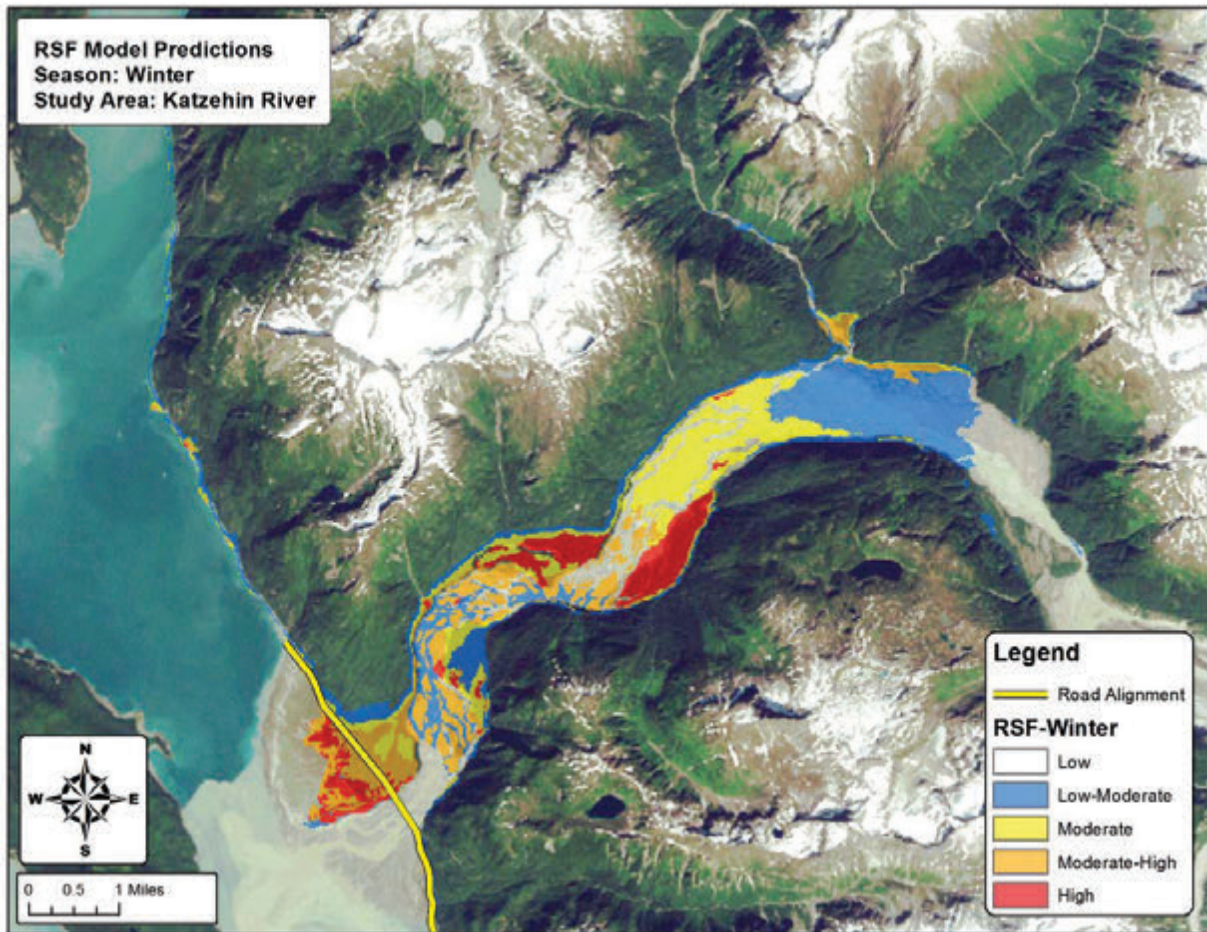 RSF Model Predictions
Season: Winter
Study Area: Katzehin River
N
W E
S
0 0.5 1 Miles
Legend
Road Alignment
RSF-Winter
Low
Low-Moderate
Moderate
Moderate-High
High